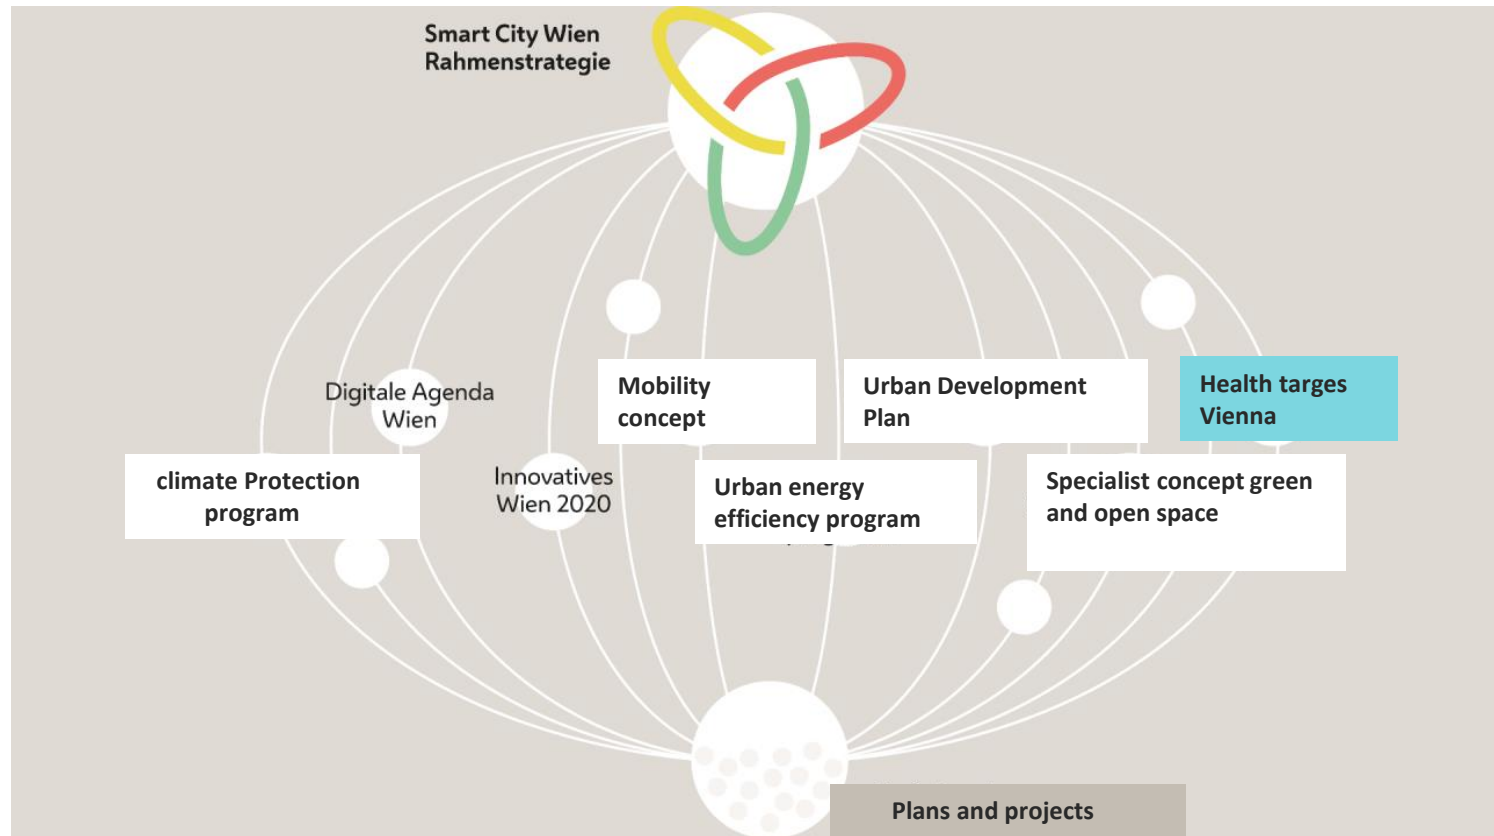 Smart City Wien
Rahmenstrategie
Digitale Agenda
Wien
Mobility
concept
Urban Development
Plan
Health targes
Vienna
climate Protection
program
Innovatives
Wien 2020
Urban energy
efficiency program
Specialist concept green
and open space
Plans and projects